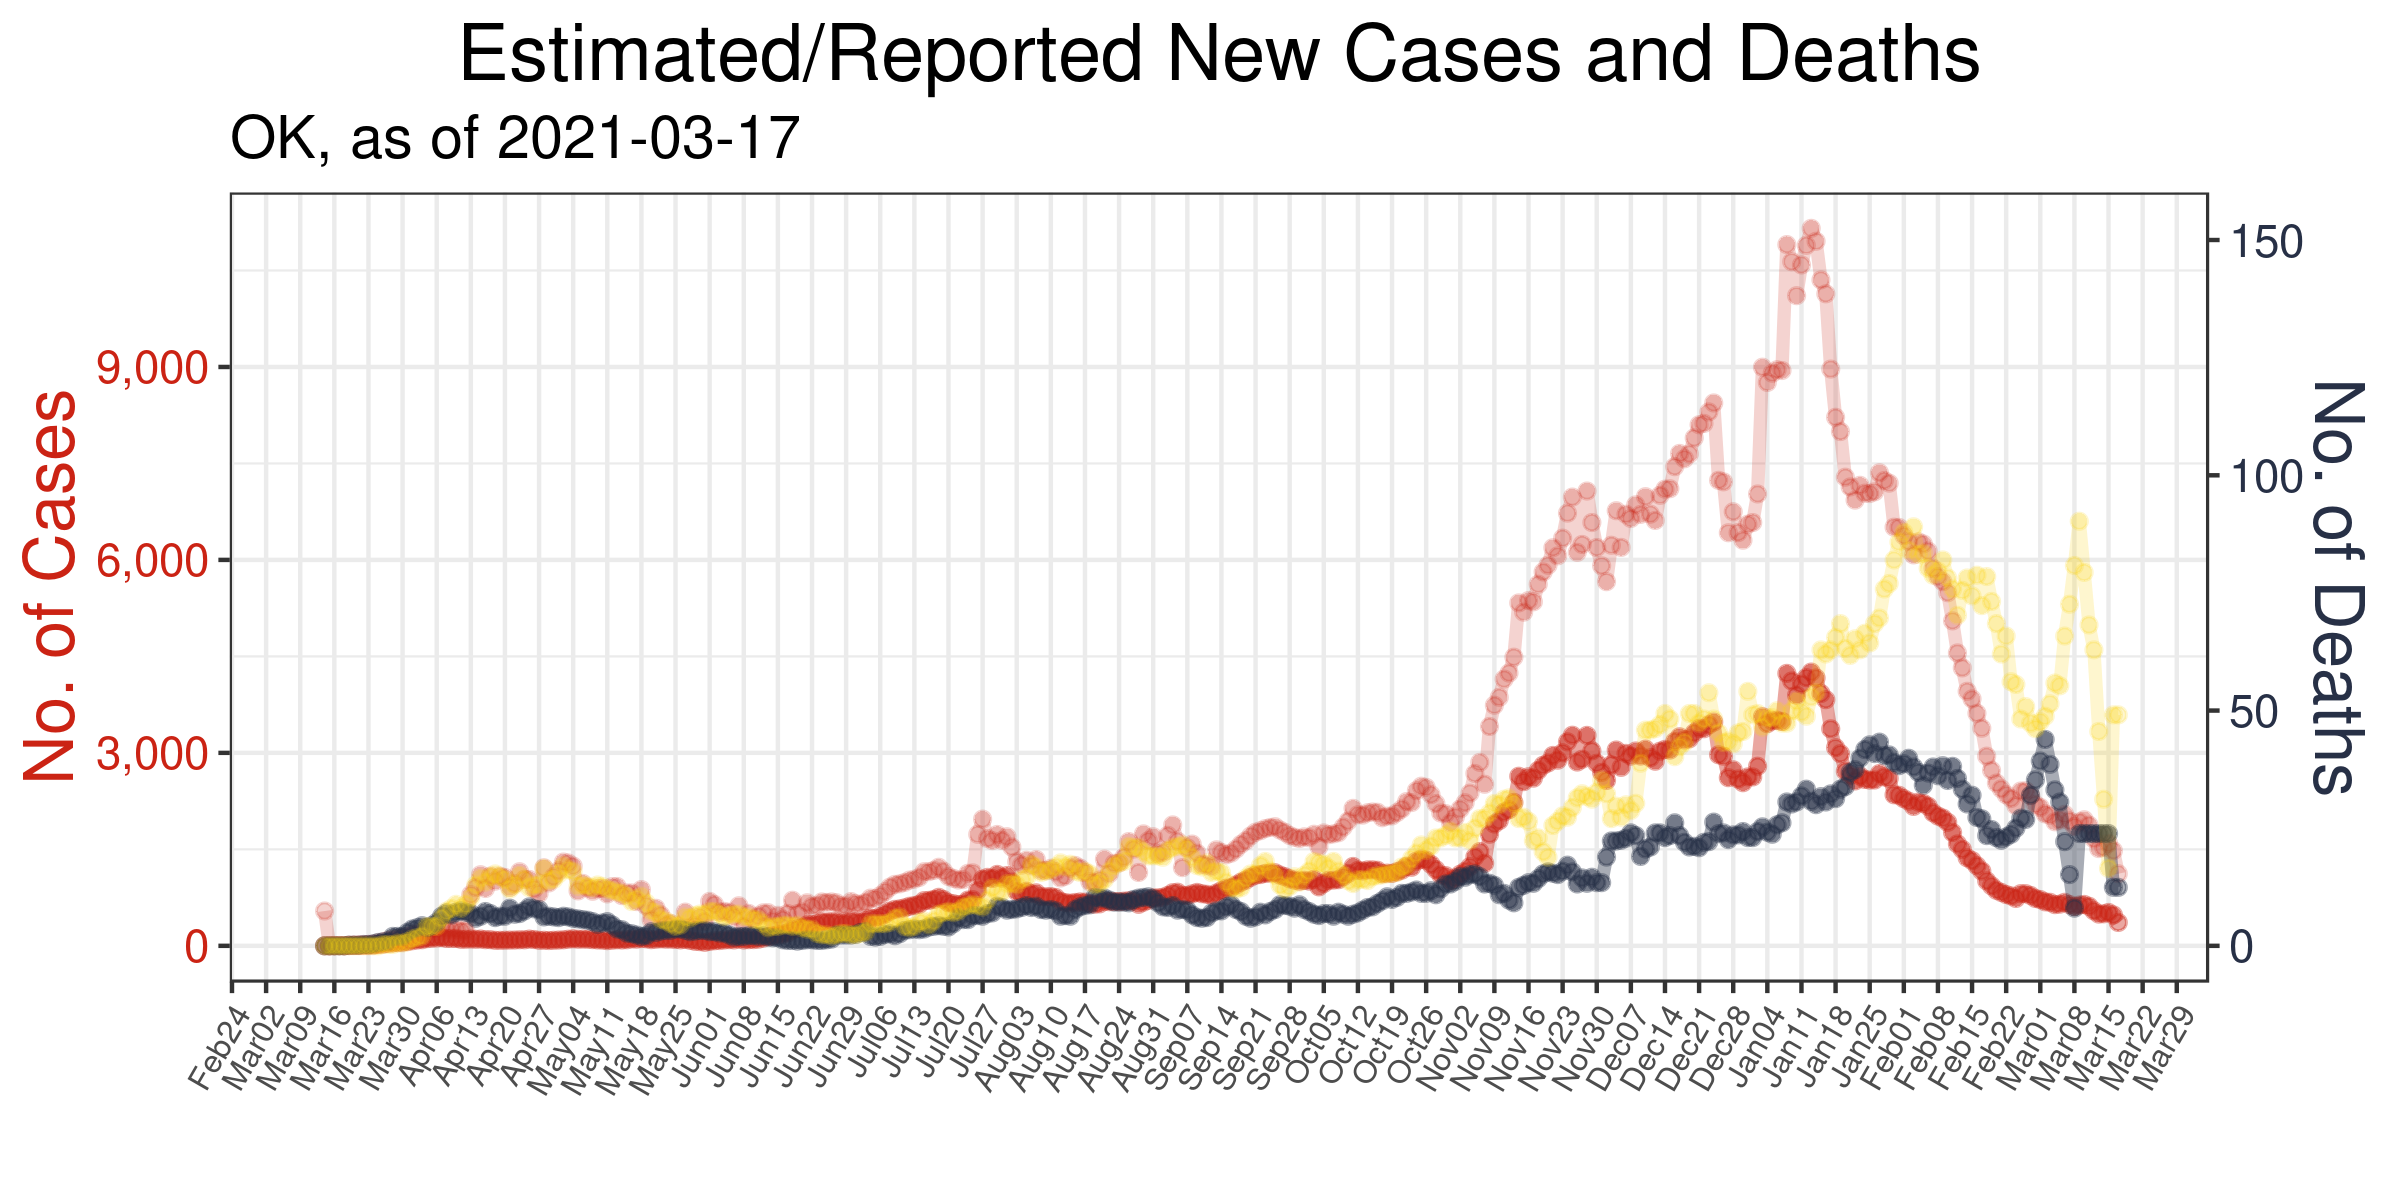 Estimated/Reported New Cases and Deaths
OK, as of 2021-03-17
No. of Cases
9,000
6,000
3,000
0
150
100
50
0
No. of Deaths
Feb24
Mar02
Mar09
Mar16
Mar23
Mar30
Apr06
Apr13
Apr20
Apr27
May04
May11
May18
May25
Jun01
Jun08
Jun15
Jun22
Jun29
Jul06
Jul13
Jul20
Jul27
Aug03
Aug10
Aug17
Aug24
Aug31
Sep07
Sep14
Sep21
Sep28
Oct05
Oct12
Oct19
Oct26
Nov02
Nov09
Nov16
Nov23
Nov30
Dec07
Dec14
Dec21
Dec28
Jan04
Jan11
Jan18
Jan25
Feb01
Feb08
Feb15
Feb22
Mar01
Mar08
Mar15
Mar22
Mar29